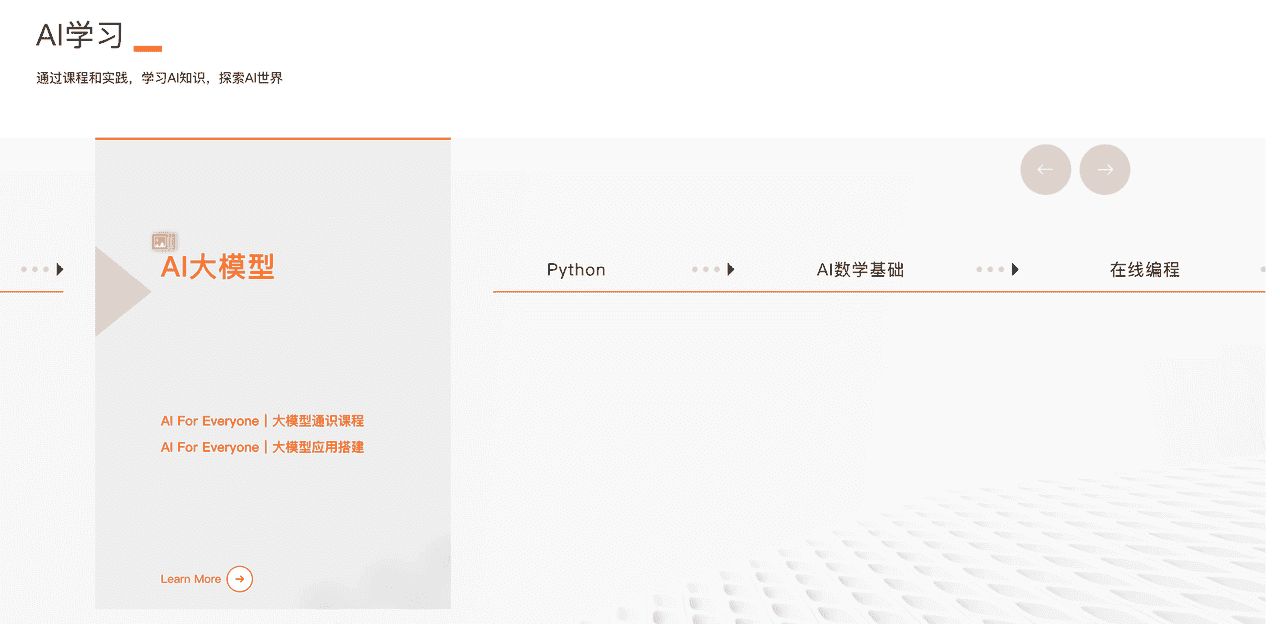 AI学习
通过课程和实践，学习AI知识，探索AI世界
AI大模型
Python
AI数学基础
在线编程
AI For Everyone｜大模型通识课程
AI For Everyone｜大模型应用搭建
Learn More